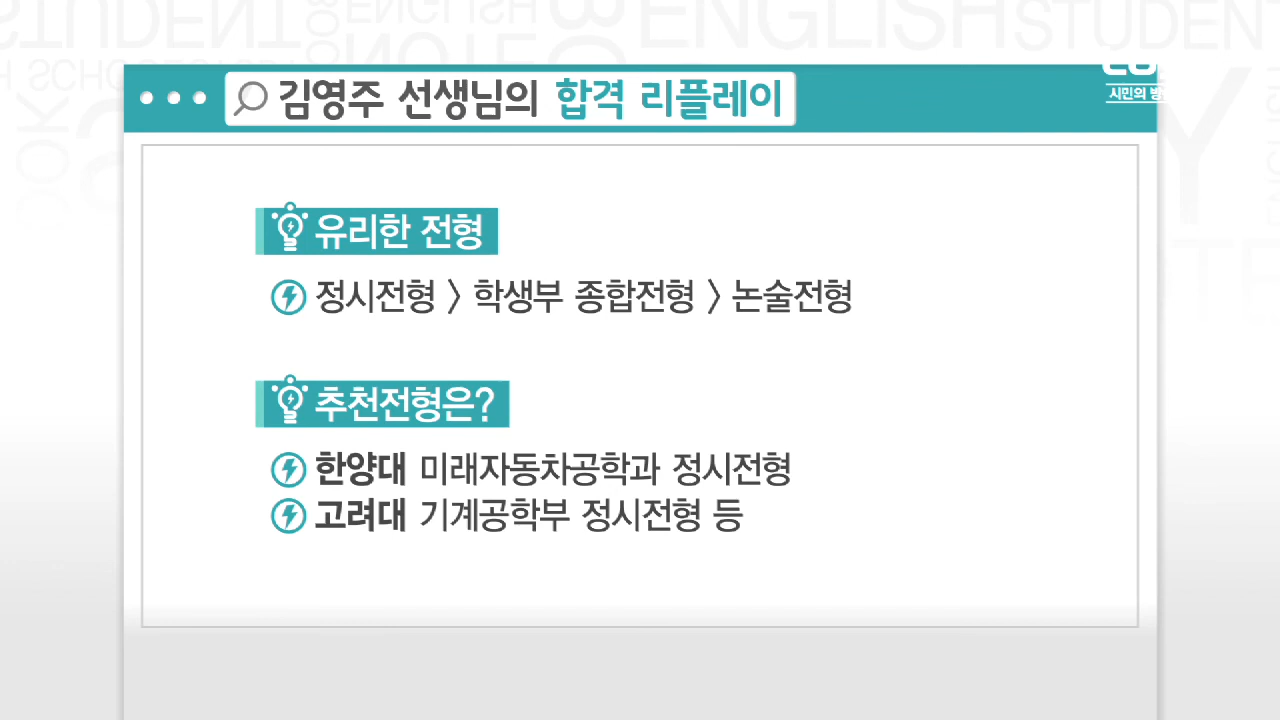 김영주 선생님의 합격 리플레이
시민의 방
유리한 전형
정시전형 > 학생부 종합전형 > 논술전형
추천전형은?
한양대 미래자동차공학과 정시전형
고려대 기계공학부 정시전형 등